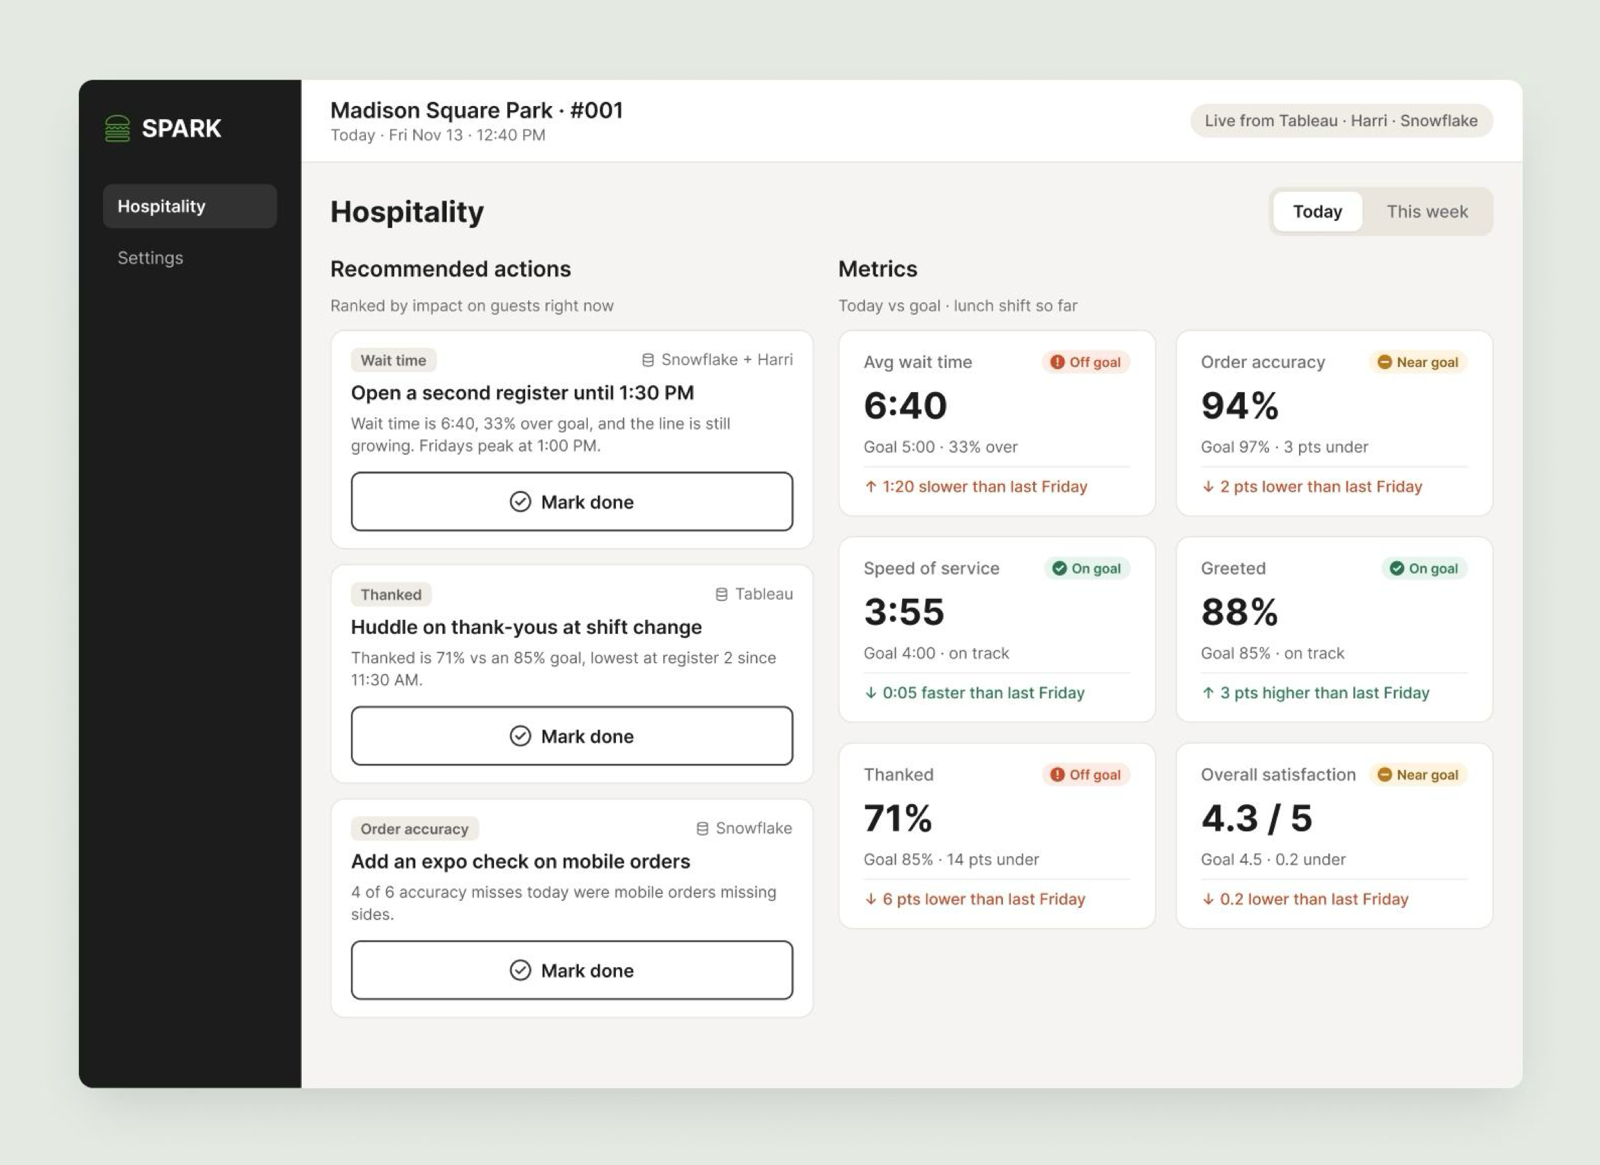 SPARK
Hospitality
Settings
Madison Square Park · #001
Today · Fri Nov 13 · 12:40 PM
Live from Tableau · Harri · Snowflake
Hospitality
Today
This week
Recommended actions
Ranked by impact on guests right now
Wait time
Snowflake + Harri
Open a second register until 1:30 PM
Wait time is 6:40, 33% over goal, and the line is still
growing. Fridays peak at 1:00 PM.
Mark done
Thanked
Tableau
Huddle on thank-yous at shift change
Thanked is 71% vs an 85% goal, lowest at register 2 since
11:30 AM.
Mark done
Order accuracy
Snowflake
Add an expo check on mobile orders
4 of 6 accuracy misses today were mobile orders missing
sides.
Mark done
Metrics
Today vs goal · lunch shift so far
Avg wait time
Off goal
6:40
Goal 5:00 · 33% over
↑ 1:20 slower than last Friday
Order accuracy
Near goal
94%
Goal 97% · 3 pts under
↓ 2 pts lower than last Friday
Speed of service
On goal
3:55
Goal 4:00 · on track
↓ 0:05 faster than last Friday
Greeted
On goal
88%
Goal 85% · on track
↑ 3 pts higher than last Friday
Thanked
Off goal
71%
Goal 85% · 14 pts under
↓ 6 pts lower than last Friday
Overall satisfaction
Near goal
4.3 / 5
Goal 4.5 · 0.2 under
↓ 0.2 lower than last Friday